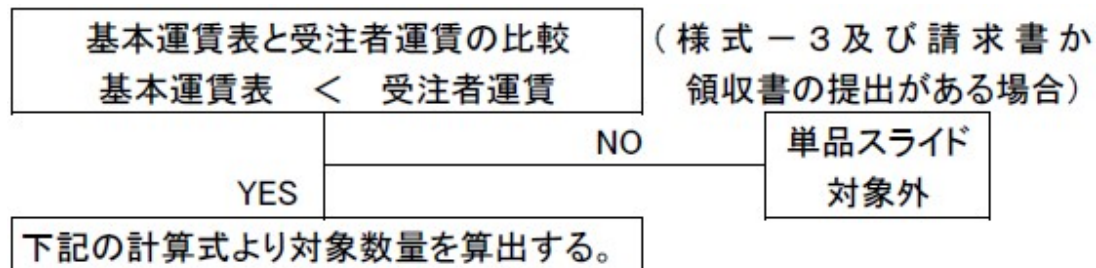 基本運賃表と受注者運賃の比較
基本運賃表 < 受注者運賃
(様式-3及び請求書か
領収書の提出がある場合)
NO
単品スライド
対象外
YES
下記の計算式より対象数量を算出する。